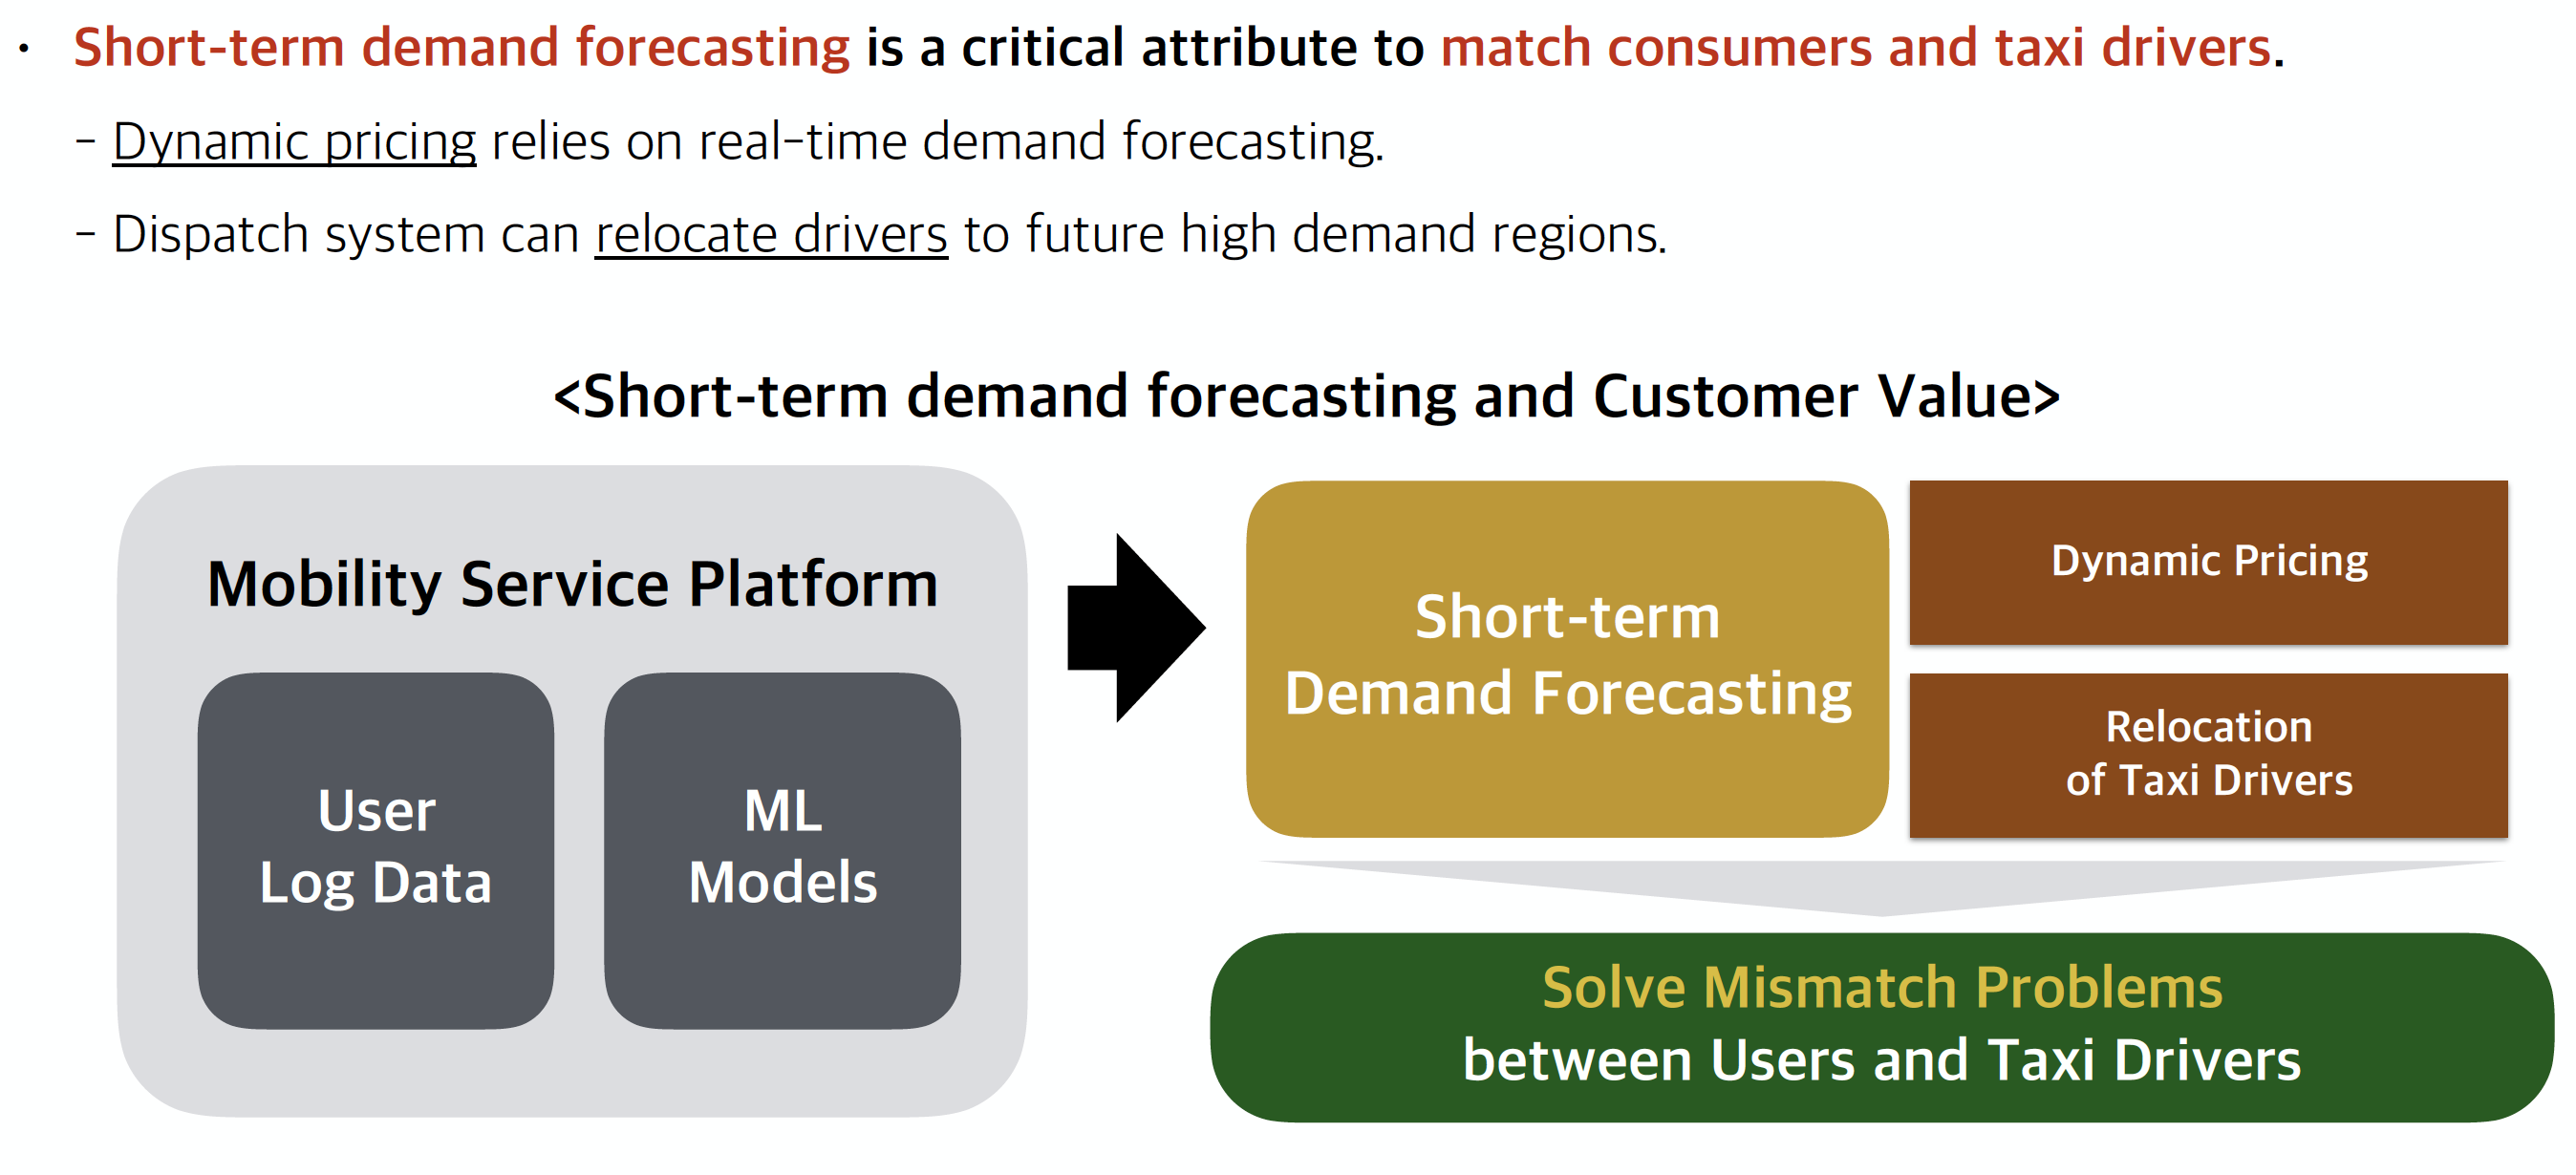 • Short-term demand forecasting is a critical attribute to match consumers and taxi drivers.
- Dynamic pricing relies on real-time demand forecasting.
- Dispatch system can relocate drivers to future high demand regions.
<Short-term demand forecasting and Customer Value>
Mobility Service Platform
User
Log Data
ML
Models
Short-term
Demand Forecasting
Dynamic Pricing
Relocation
of Taxi Drivers
Solve Mismatch Problems
between Users and Taxi Drivers